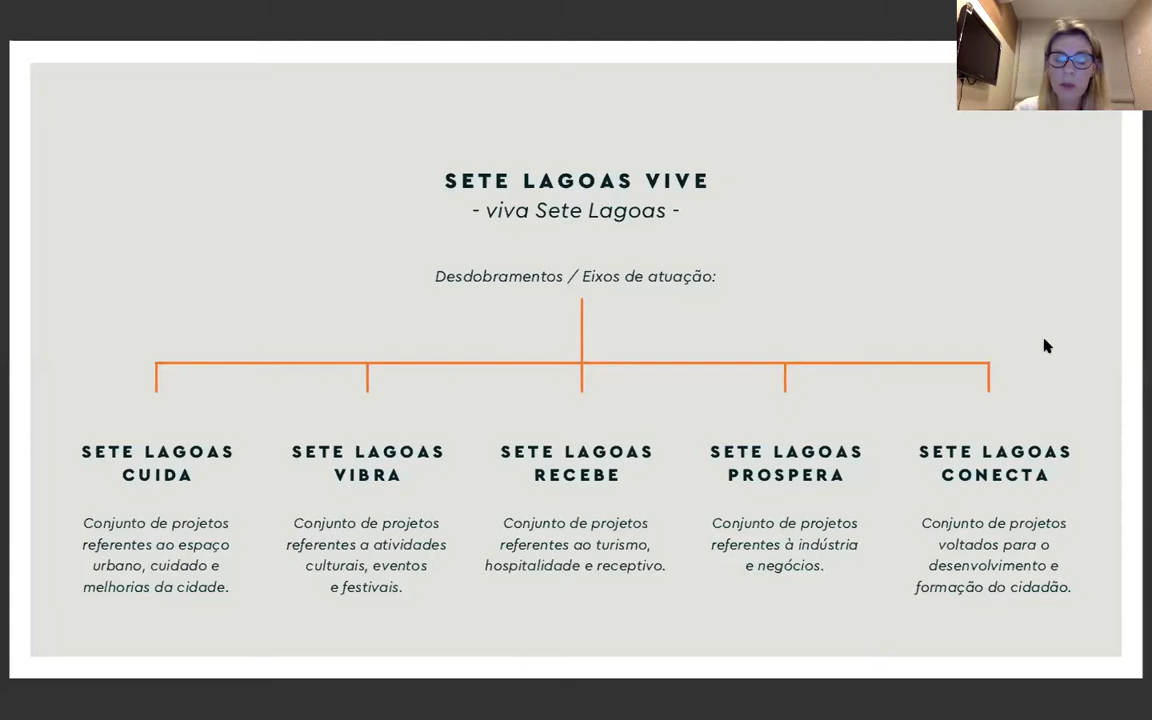 SETE LAGOAS VIVE
- viva Sete Lagoas -
Desdobramentos / Eixos de atuação:
SETE LAGOAS
CUIDA
Conjunto de projetos
referentes ao espaço
urbano, cuidado e
melhorias da cidade.
SETE LAGOAS
VIBRA
Conjunto de projetos
referentes a atividades
culturais, eventos
e festivais.
SETE LAGOAS
RECEBE
Conjunto de projetos
referentes ao turismo,
hospitalidade e receptivo.
SETE LAGOAS
PROSPERA
Conjunto de projetos
referentes à indústria
e negócios.
SETE LAGOAS
CONECTA
Conjunto de projetos
voltados para o
desenvolvimento e
formação do cidadão.